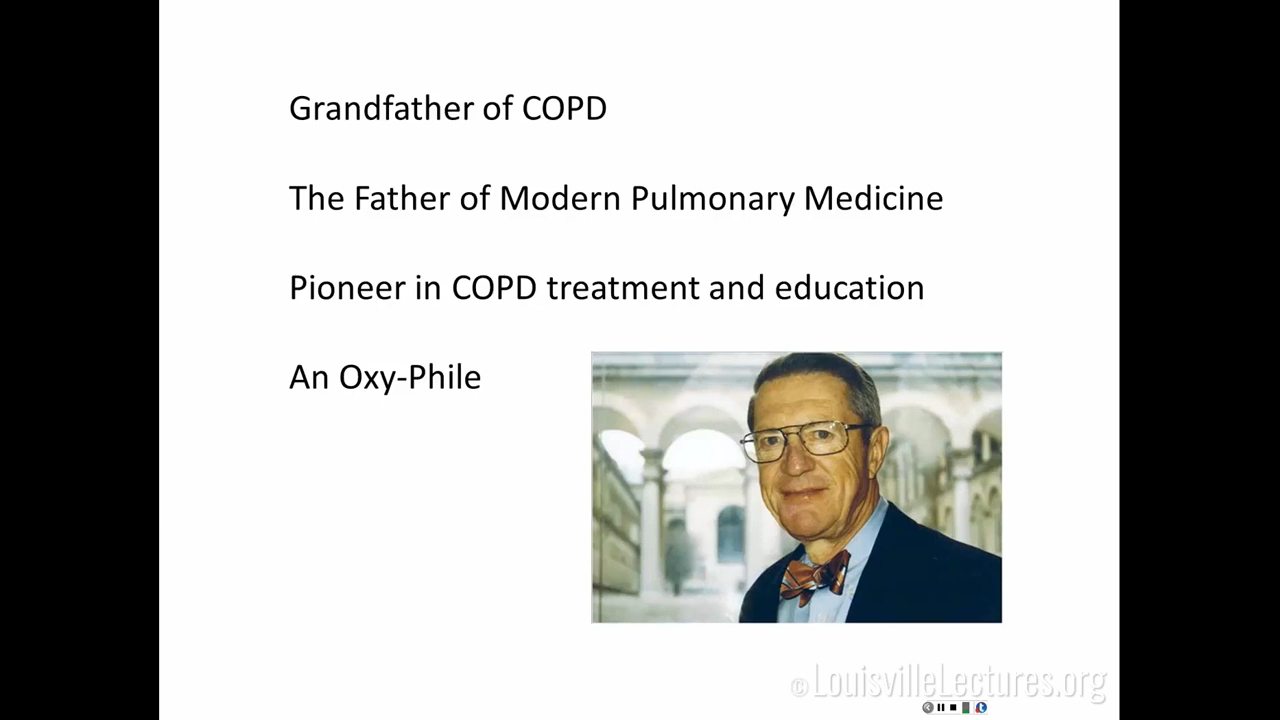 Grandfather of COPD
The Father of Modern Pulmonary Medicine
Pioneer in COPD treatment and education
An Oxy-Phile
©LouisvilleLectures.org